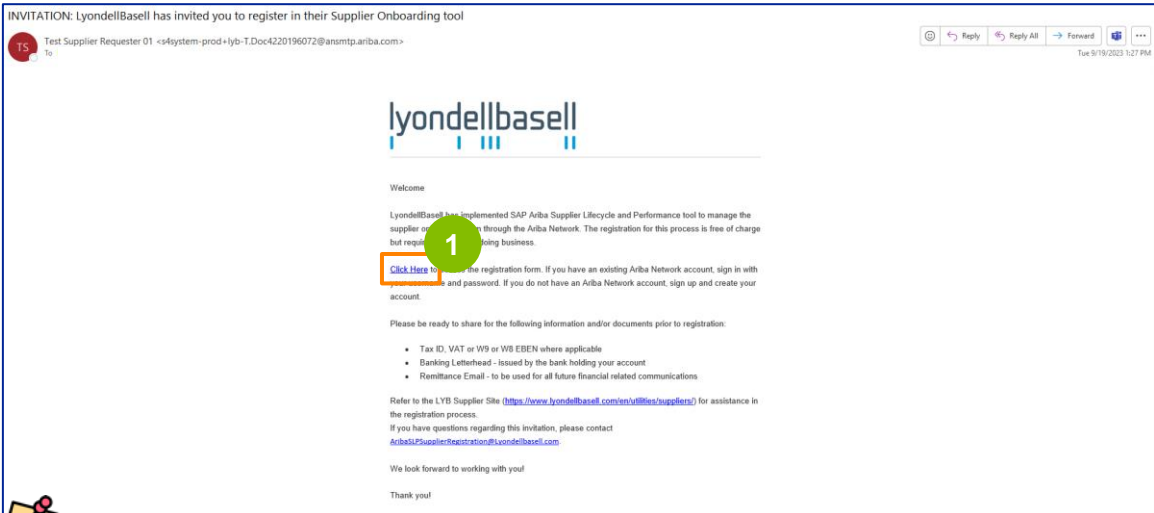 INVITATION: LyondellBasell has invited you to register in their Supplier Onboarding tool
TS
Test Supplier Requester 01 <s4system-prod+lyb-T.Doc4220196072@ansmtp.ariba.com>
To
Reply
Reply All
Forward
Tue 9/19/2023 1:27 PM
lyondellbasell
Welcome
LyondellBasell has implemented SAP Ariba Supplier Lifecycle and Performance tool to manage the
supplier through the Ariba Network. The registration for this process is free of charge
but doing business.
1
Click Here the registration form. If you have an existing Ariba Network account, sign in with
your username and password. If you do not have an Ariba Network account, sign up and create your
account.
Please be ready to share for the following information and/or documents prior to registration:
• Tax ID, VAT or W9 or W8 EBEN where applicable
• Banking Letterhead - issued by the bank holding your account
• Remittance Email - to be used for all future financial related communications
Refer to the LYB Supplier Site (https://www.lyondellbasell.com/en/utilities/suppliers/) for assistance in
the registration process.
If you have questions regarding this invitation, please contact
AribaSLPSupplierRegistration@Lyondellbasell.com.
We look forward to working with you!
Thank you!